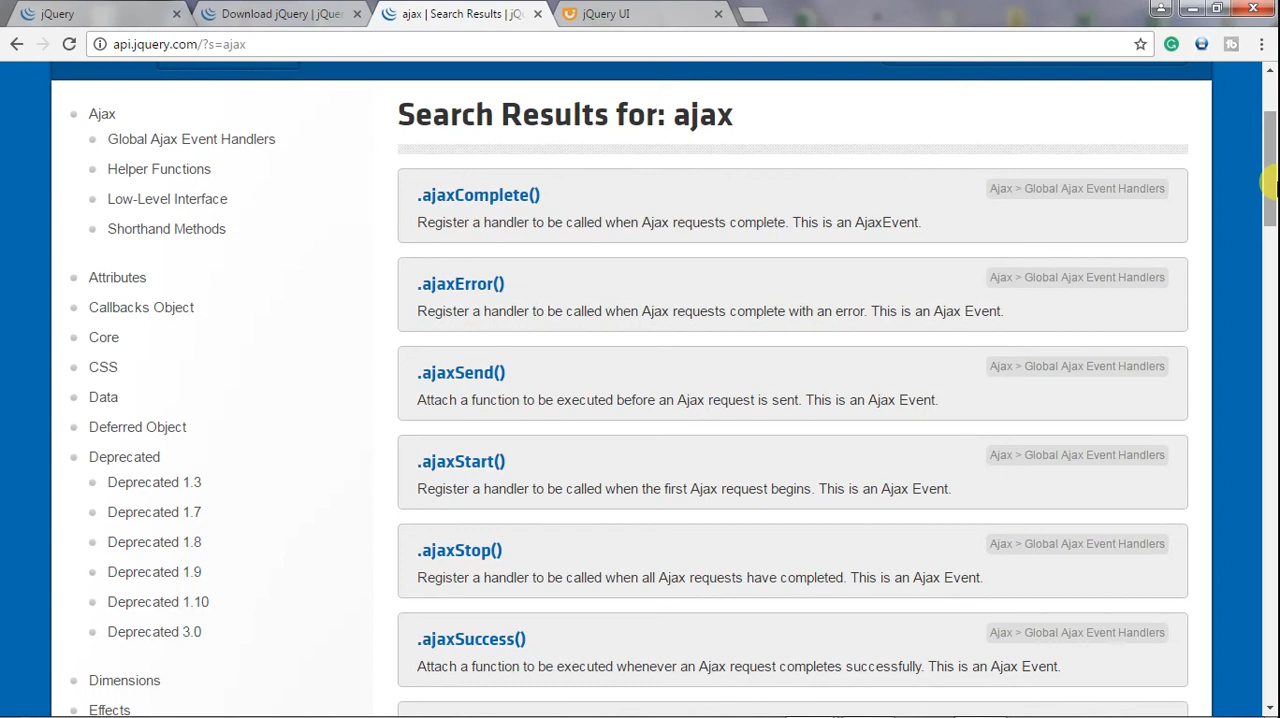 jQuery
Download jQuery | jQuer
ajax | Search Results | jQ
jQuery UI
api.jquery.com/?s=ajax
Ajax
Global Ajax Event Handlers
Helper Functions
Low-Level Interface
Shorthand Methods
Attributes
Callbacks Object
Core
CSS
Data
Deferred Object
Deprecated
Deprecated 1.3
Deprecated 1.7
Deprecated 1.8
Deprecated 1.9
Deprecated 1.10
Deprecated 3.0
Dimensions
Effects
Search Results for: ajax
.ajaxComplete()
Ajax > Global Ajax Event Handlers
Register a handler to be called when Ajax requests complete. This is an AjaxEvent.
.ajaxError()
Ajax > Global Ajax Event Handlers
Register a handler to be called when Ajax requests complete with an error. This is an Ajax Event.
.ajaxSend()
Ajax > Global Ajax Event Handlers
Attach a function to be executed before an Ajax request is sent. This is an Ajax Event.
.ajaxStart()
Ajax > Global Ajax Event Handlers
Register a handler to be called when the first Ajax request begins. This is an Ajax Event.
.ajaxStop()
Ajax > Global Ajax Event Handlers
Register a handler to be called when all Ajax requests have completed. This is an Ajax Event.
.ajaxSuccess()
Ajax > Global Ajax Event Handlers
Attach a function to be executed whenever an Ajax request completes successfully. This is an Ajax Event.